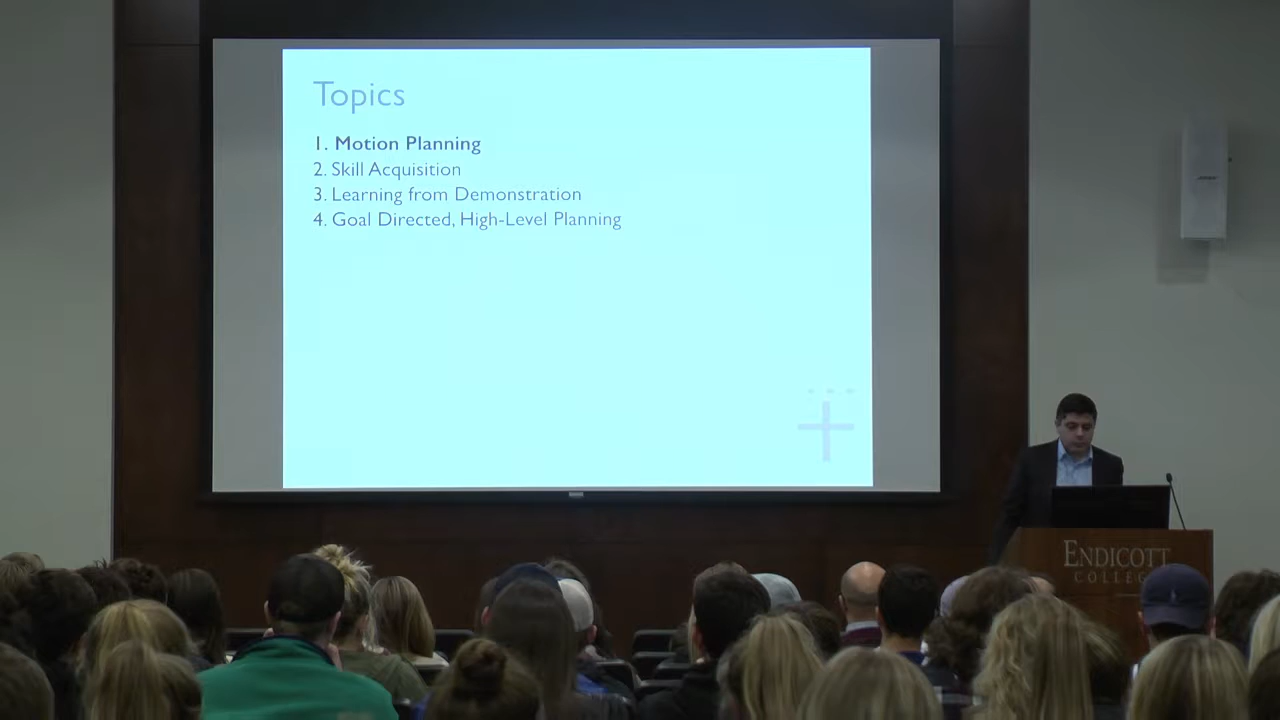 Topics
1. Motion Planning
2. Skill Acquisition
3. Learning from Demonstration
4. Goal Directed, High-Level Planning
ENDICOTT
COLLEGE